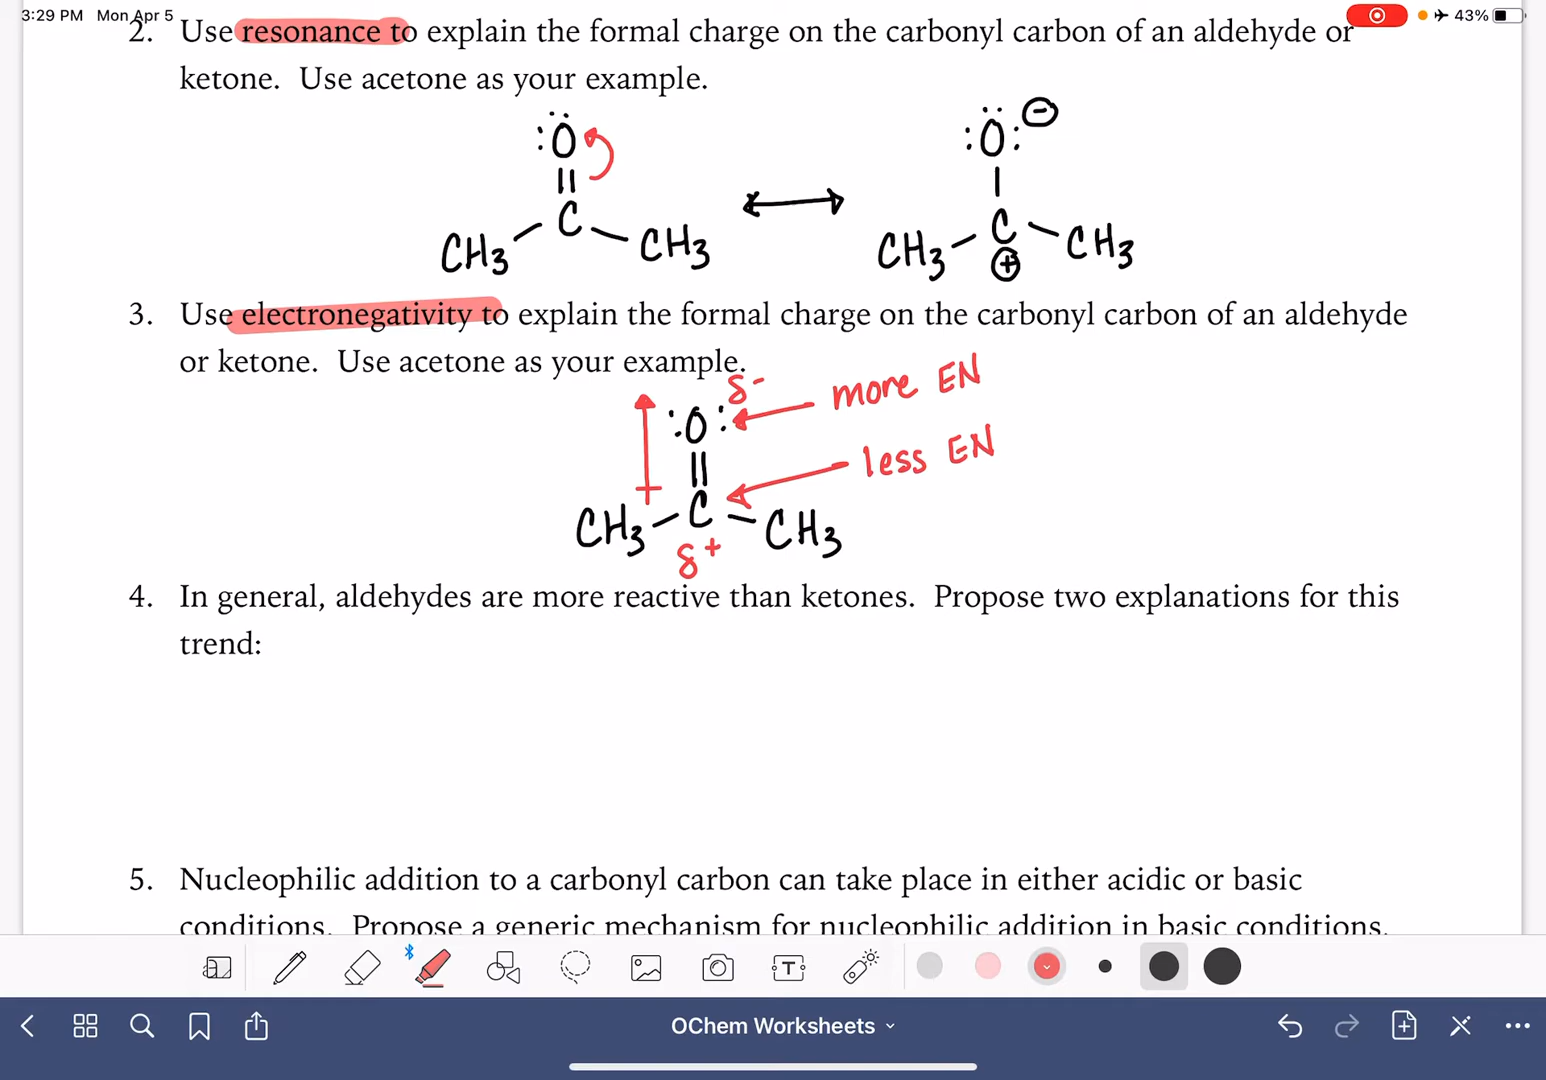 3:29 PM Mon Apr 5
43%
2. Use resonance to explain the formal charge on the carbonyl carbon of an aldehyde or
ketone. Use acetone as your example.
:Ö
:Ö: ⊖
||
|
C
C
CH3
CH3
CH3
⊕
CH3
3. Use electronegativity to explain the formal charge on the carbonyl carbon of an aldehyde
or ketone. Use acetone as your example.
δ- more EN
:O:
|| less EN
CH3 - C - CH3
δ+
4. In general, aldehydes are more reactive than ketones. Propose two explanations for this
trend:
5. Nucleophilic addition to a carbonyl carbon can take place in either acidic or basic
conditions. Propose a generic mechanism for nucleophilic addition in basic conditions.
T
OChem Worksheets